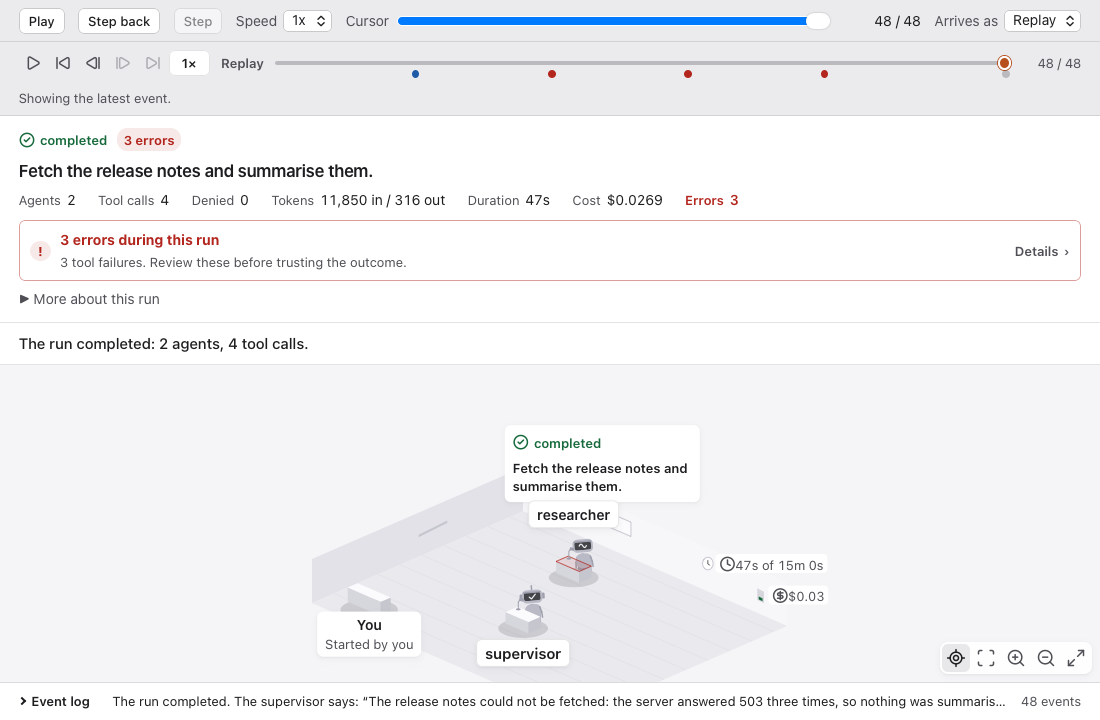 Play Step back Step Speed 1x Cursor 48 / 48 Arrives as Replay
1x Replay 48 / 48
Showing the latest event.
completed 3 errors
Fetch the release notes and summarise them.
Agents 2 Tool calls 4 Denied 0 Tokens 11,850 in / 316 out Duration 47s Cost $0.0269 Errors 3
! 3 errors during this run
3 tool failures. Review these before trusting the outcome.
Details ›
More about this run
The run completed: 2 agents, 4 tool calls.
completed
Fetch the release notes and
summarise them.
researcher
47s of 15m 0s
$0.03
You
Started by you
supervisor
Event log The run completed. The supervisor says: “The release notes could not be fetched: the server answered 503 three times, so nothing was summaris... 48 events